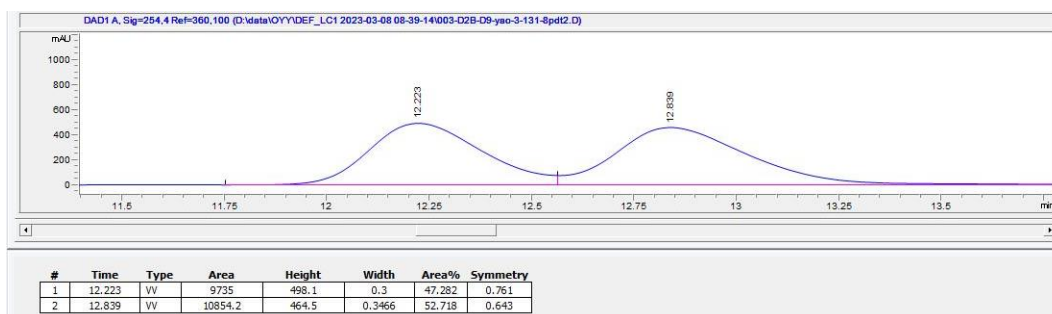 DAD1 A, Sig=254,4 Ref=360,100 (D:\data\OYY\DEF_LC1 2023-03-08 08-39-14\003-D2B-D9-yao-3-131-8pdt2.D)
mAU
1000
800
600
400
200
0
12.223
12.839
11.5 11.75 12 12.25 12.5 12.75 13 13.25 13.5 min
# Time Type Area Height Width Area% Symmetry
1 12.223 VV 9735 498.1 0.3 47.282 0.761
2 12.839 VV 10854.2 464.5 0.3466 52.718 0.643